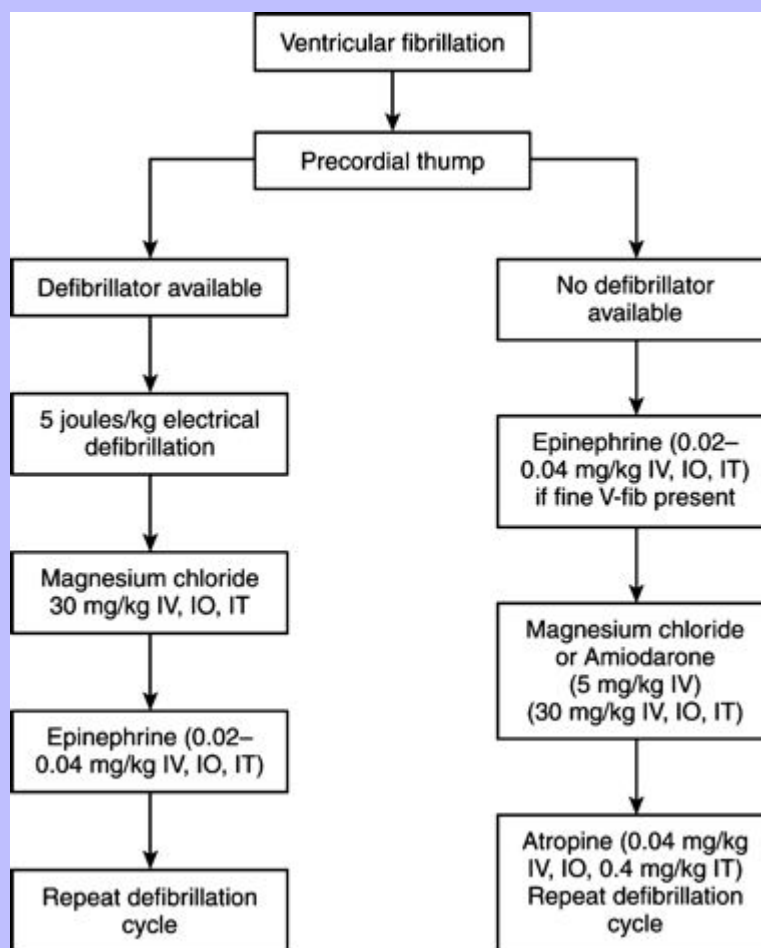 Ventricular fibrillation
Precordial thump
Defibrillator available
5 joules/kg electrical
defibrillation
Magnesium chloride
30 mg/kg IV, IO, IT
Epinephrine (0.02–
0.04 mg/kg IV, IO, IT)
Repeat defibrillation
cycle
No defibrillator
available
Epinephrine (0.02–
0.04 mg/kg IV, IO, IT)
if fine V-fib present
Magnesium chloride
or Amiodarone
(5 mg/kg IV)
(30 mg/kg IV, IO, IT)
Atropine (0.04 mg/kg
IV, IO, 0.4 mg/kg IT)
Repeat defibrillation
cycle